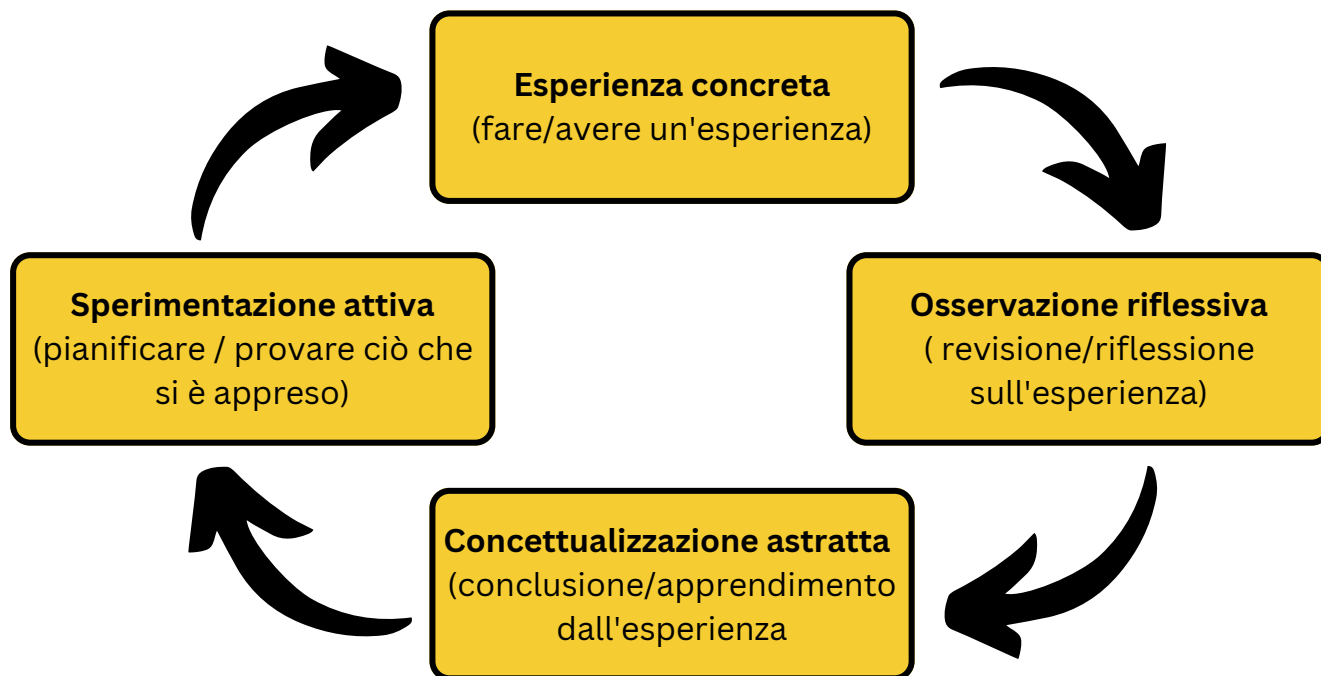 Esperienza concreta
(fare/avere un'esperienza)
Sperimentazione attiva
(pianificare / provare ciò che
si è appreso)
Osservazione riflessiva
( revisione/riflessione
sull'esperienza)
Concettualizzazione astratta
(conclusione/apprendimento
dall'esperienza